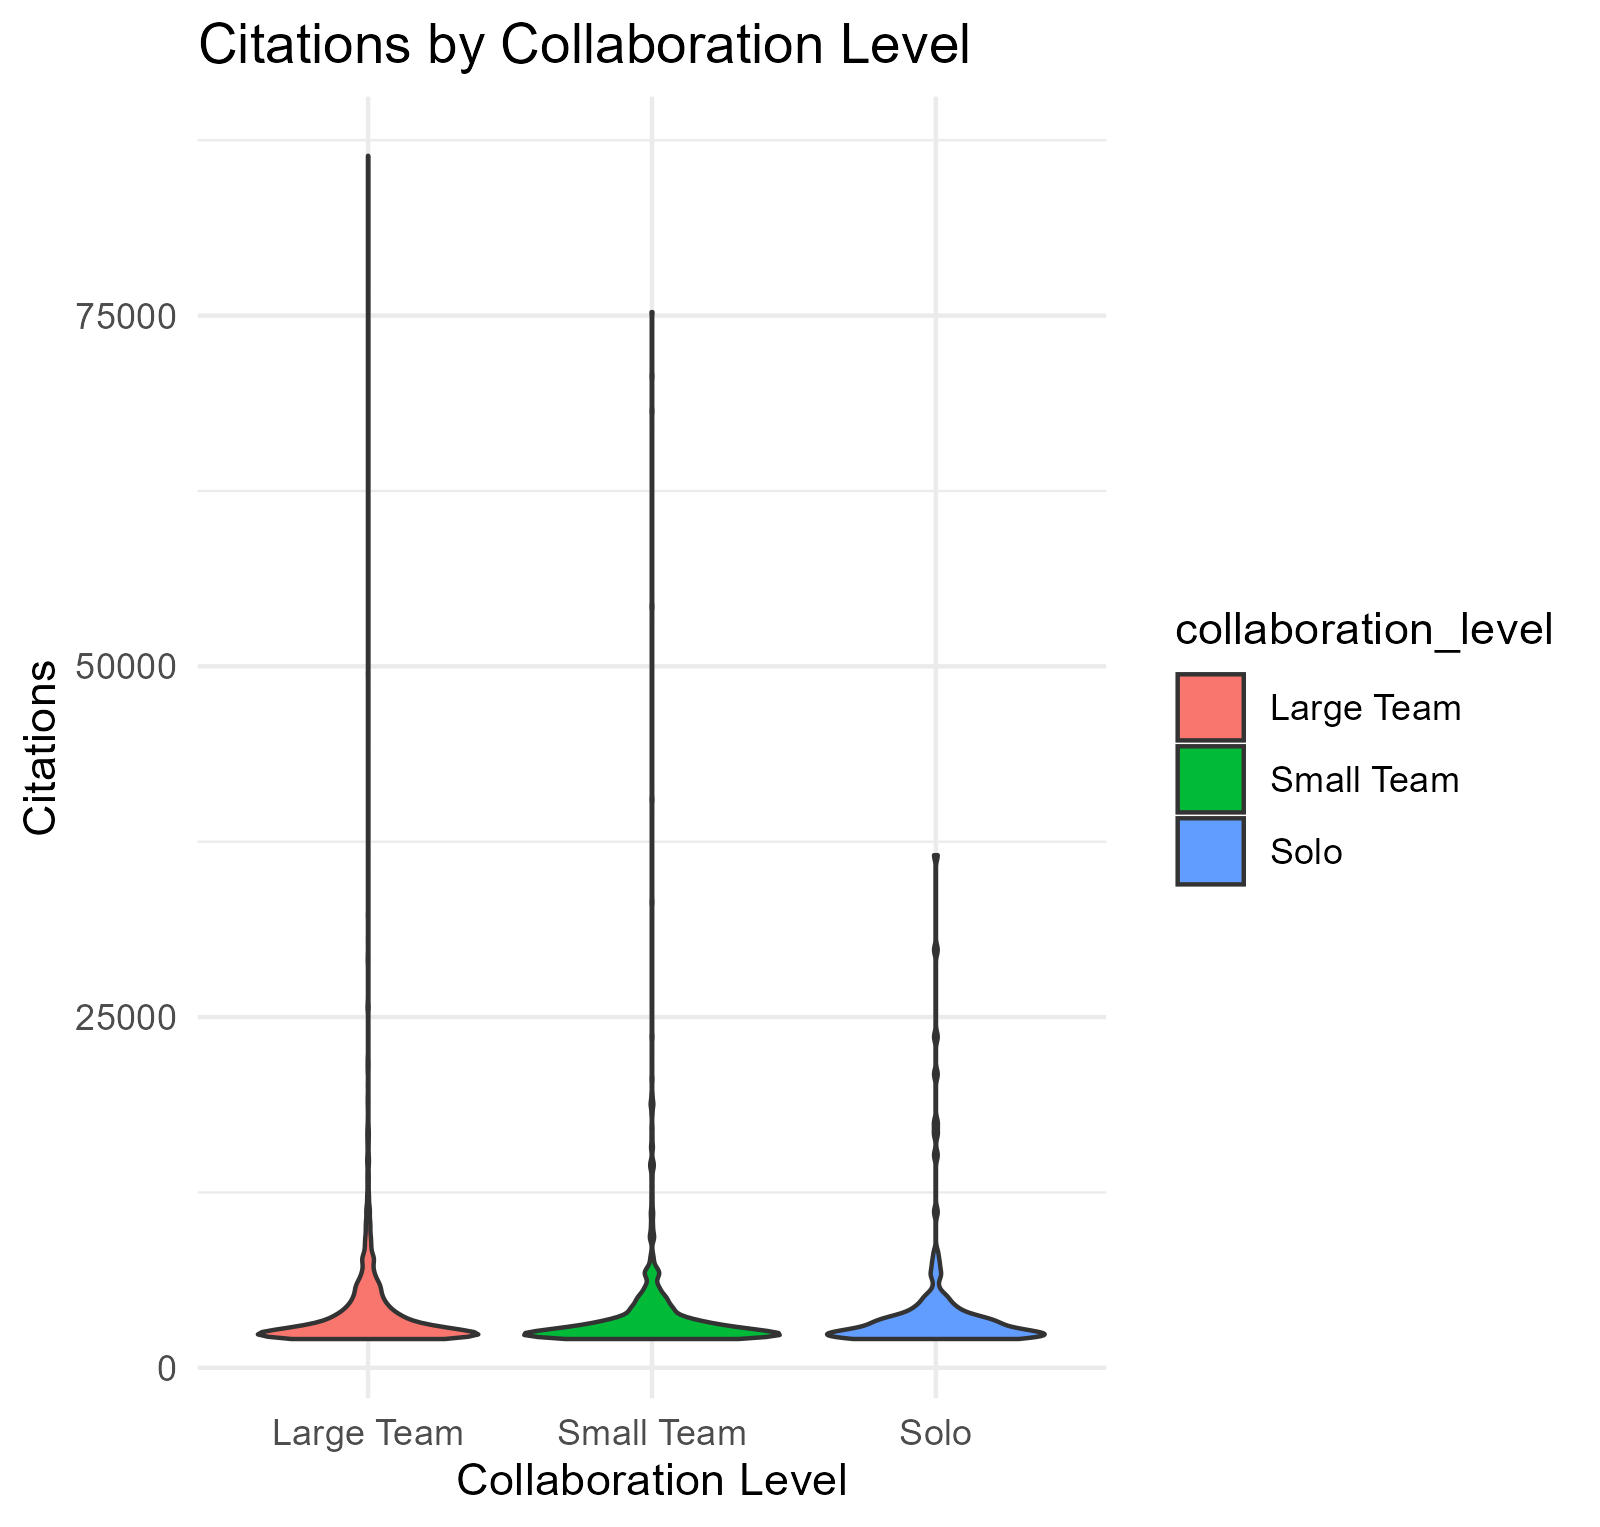 Citations by Collaboration Level
75000
50000
25000
0
Citations
Large Team
Small Team
Solo
Collaboration Level
collaboration_level
Large Team
Small Team
Solo